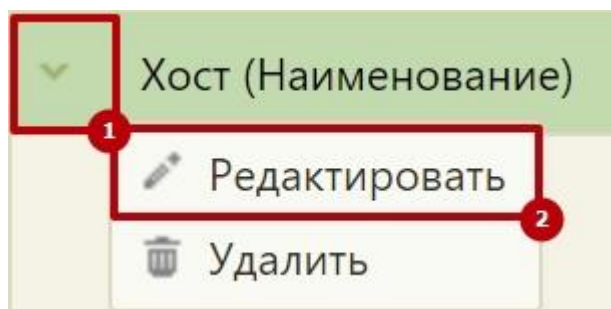 Хост (Наименование)
1
Редактировать
2
Удалить